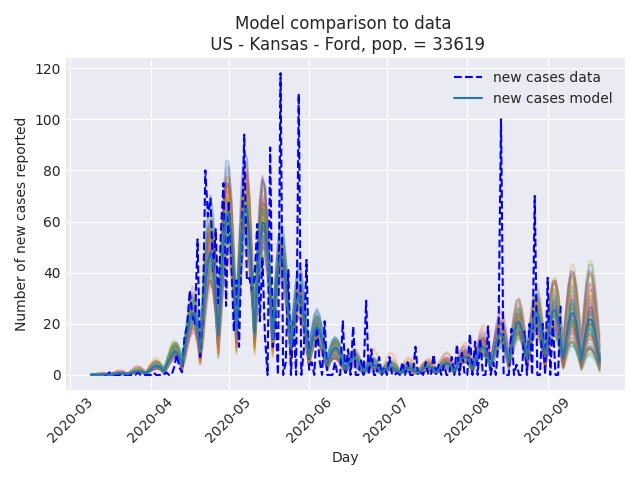 Model comparison to data
US - Kansas - Ford, pop. = 33619
new cases data
new cases model
Number of new cases reported
120
100
80
60
40
20
0
2020-03
2020-04
2020-05
2020-06
2020-07
2020-08
2020-09
Day